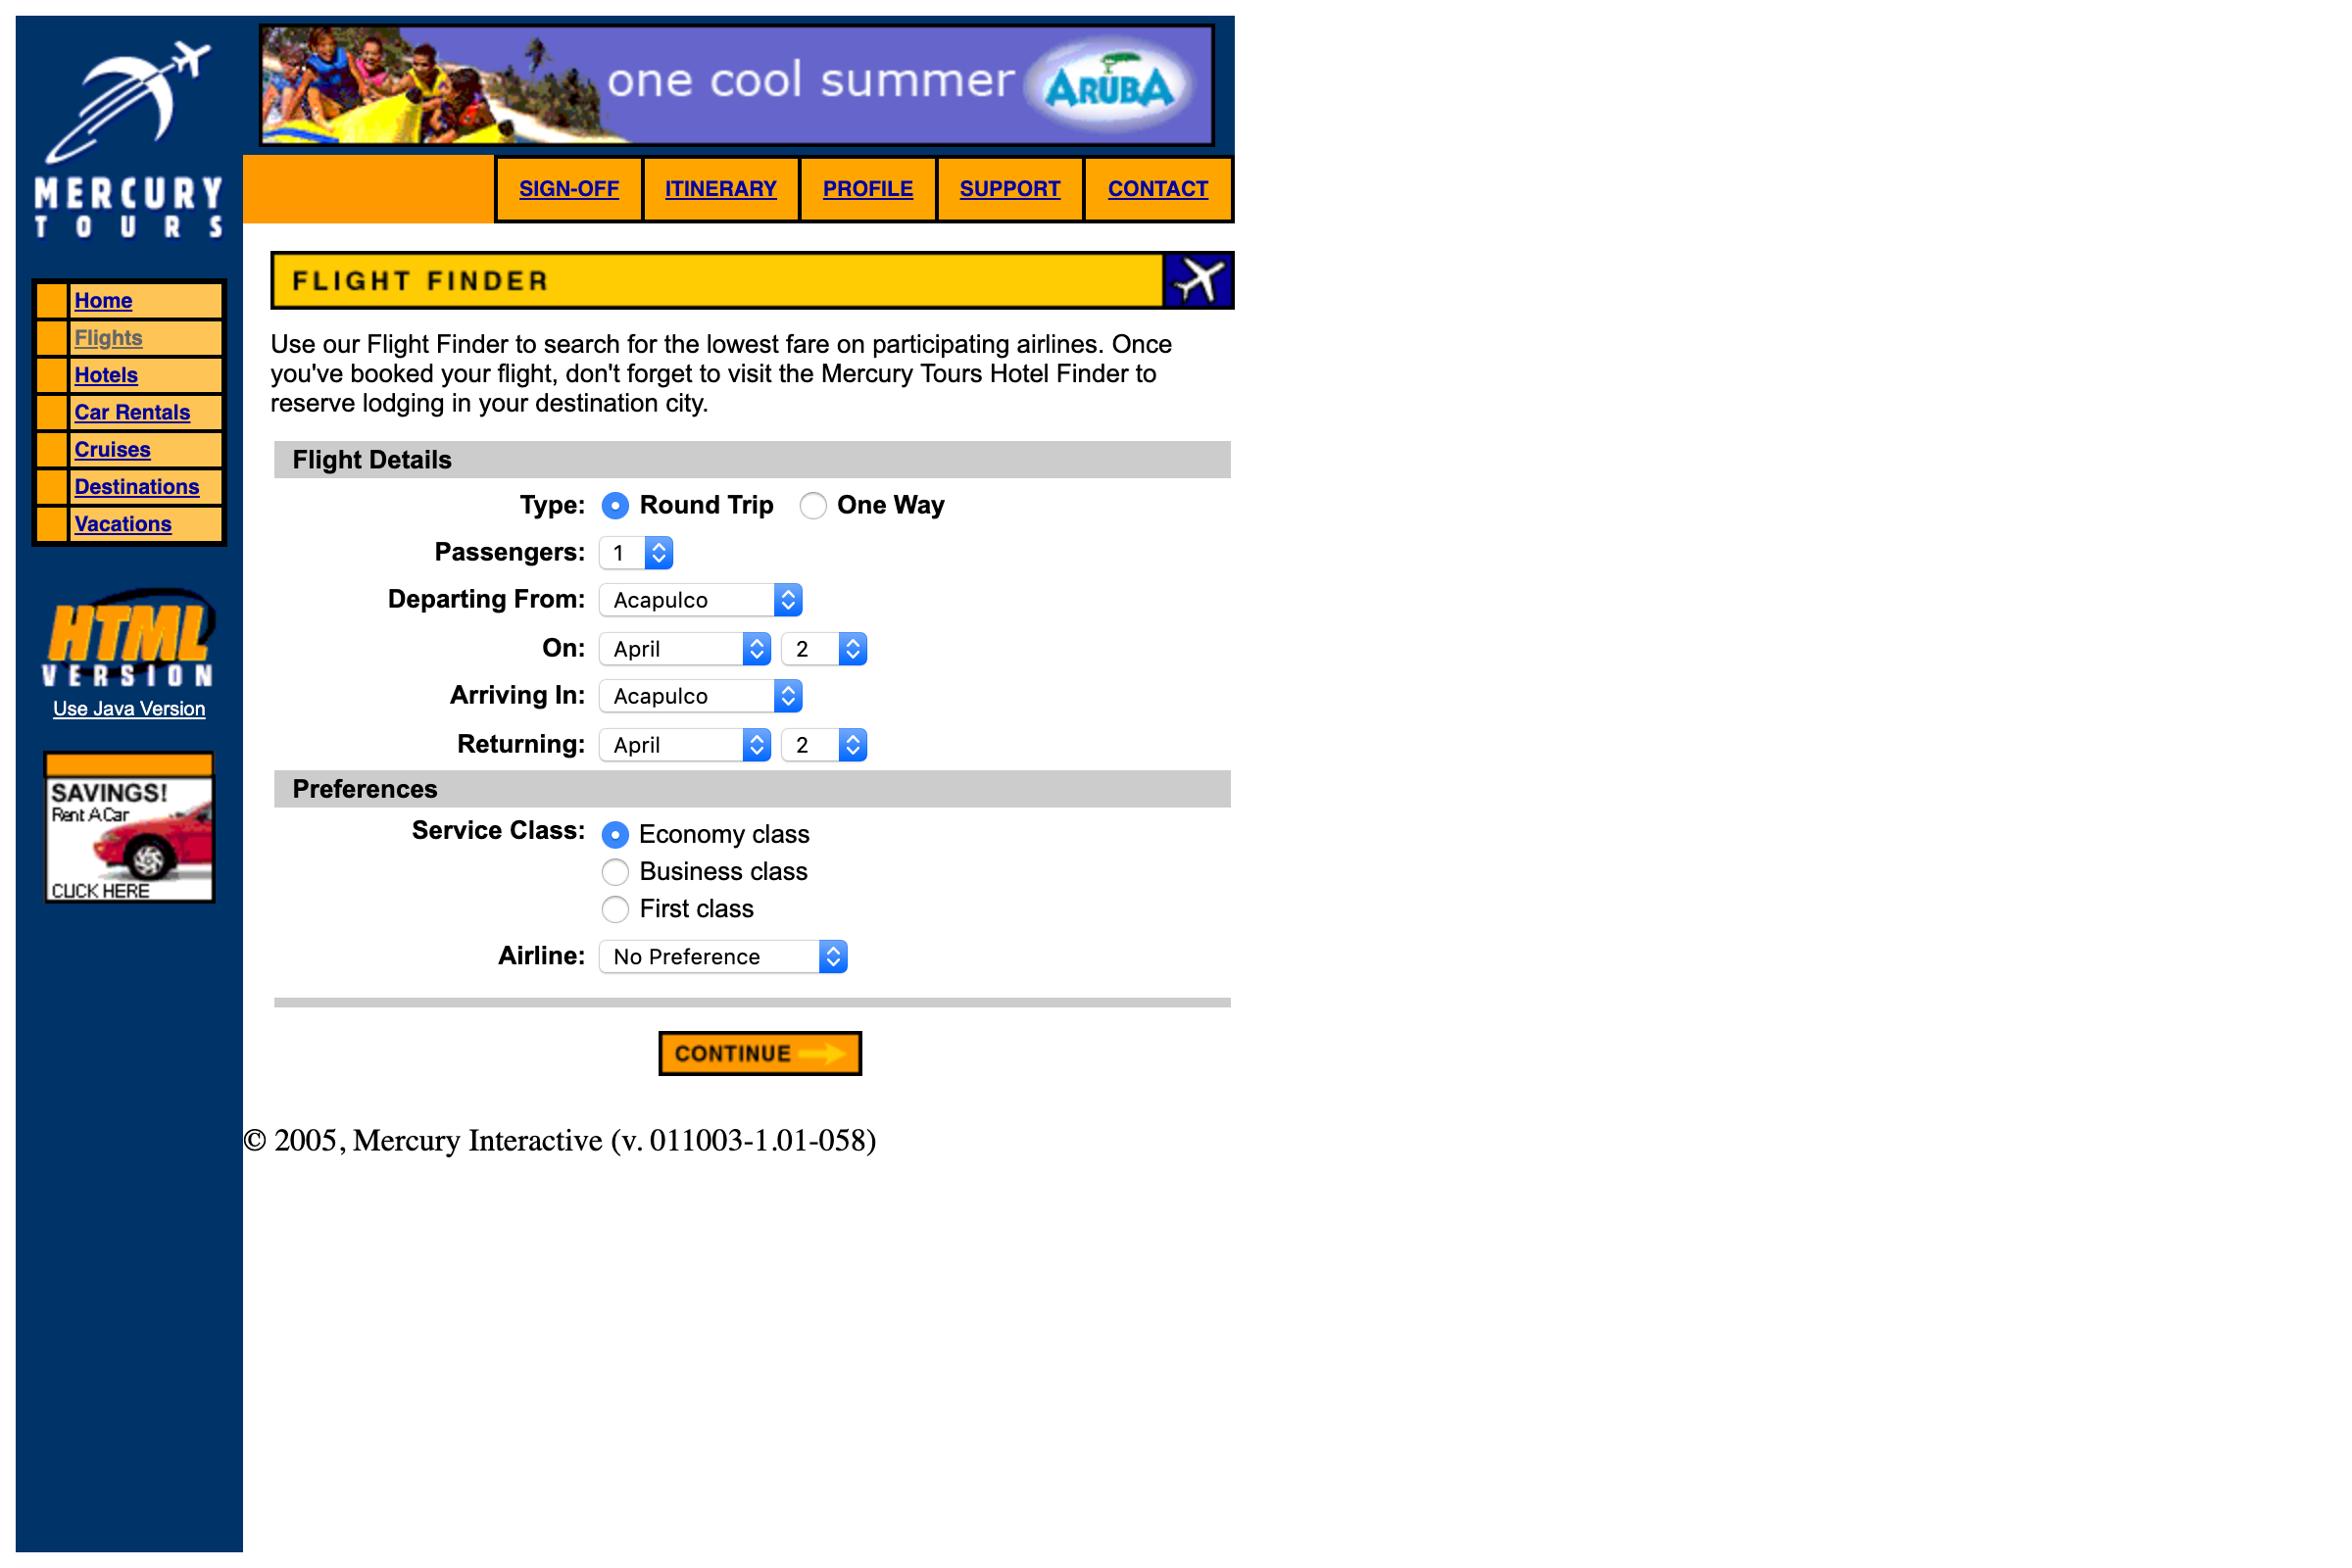 one cool summer ARUBA
MERCURY
TOURS
SIGN-OFF ITINERARY PROFILE SUPPORT CONTACT
Home
Flights
Hotels
Car Rentals
Cruises
Destinations
Vacations
HTML
VERSION
Use Java Version
SAVINGS!
Rent A Car
CLICK HERE
FLIGHT FINDER
Use our Flight Finder to search for the lowest fare on participating airlines. Once
you've booked your flight, don't forget to visit the Mercury Tours Hotel Finder to
reserve lodging in your destination city.
Flight Details
Type: Round Trip One Way
Passengers: 1
Departing From: Acapulco
On: April 2
Arriving In: Acapulco
Returning: April 2
Preferences
Service Class: Economy class
Business class
First class
Airline: No Preference
CONTINUE
© 2005, Mercury Interactive (v. 011003-1.01-058)